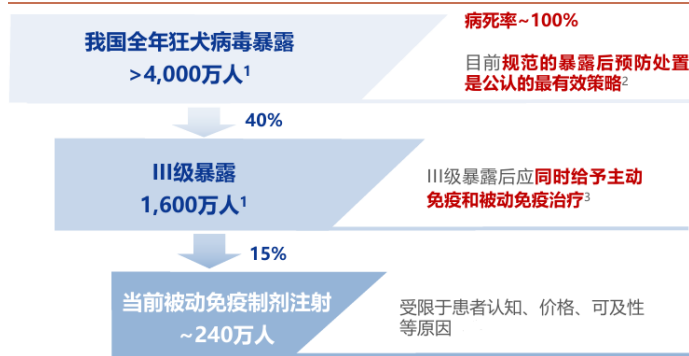 病死率~100%
我国全年狂犬病毒暴露
>4,000万人1
目前规范的暴露后预防处置
是公认的最有效策略2
40%
III级暴露
1,600万人1
III级暴露后应同时给予主动
免疫和被动免疫治疗3
15%
当前被动免疫制剂注射
~240万人
受限于患者认知、价格、可及性
等原因